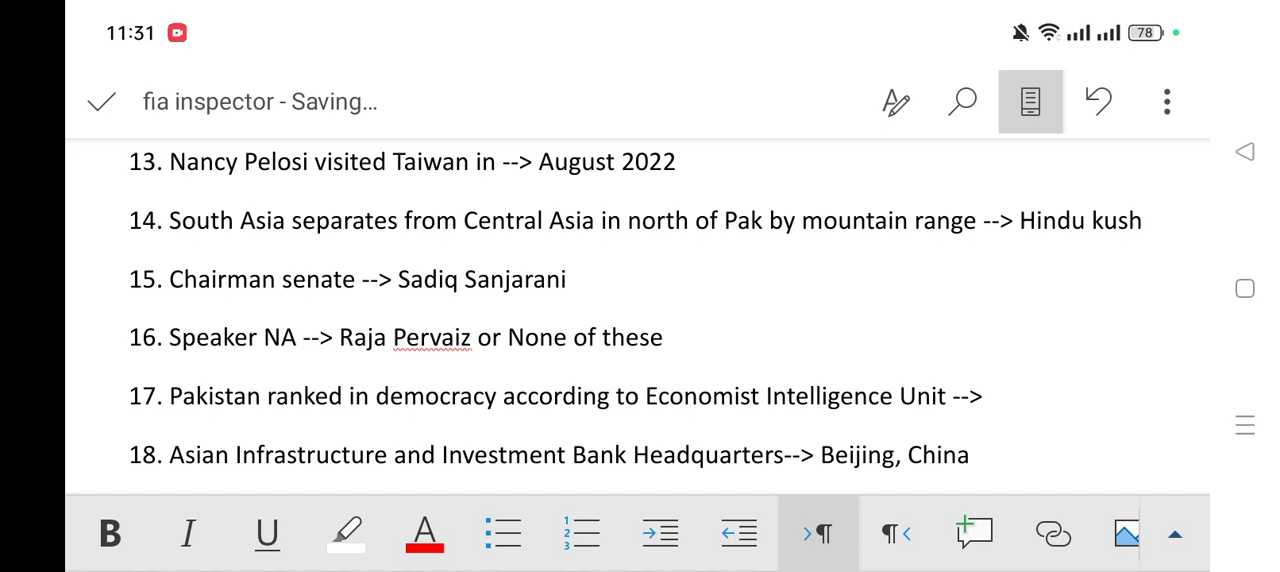 11:31 78
fia inspector - Saving...
13. Nancy Pelosi visited Taiwan in --> August 2022
14. South Asia separates from Central Asia in north of Pak by mountain range --> Hindu kush
15. Chairman senate --> Sadiq Sanjarani
16. Speaker NA --> Raja Pervaiz or None of these
17. Pakistan ranked in democracy according to Economist Intelligence Unit -->
18. Asian Infrastructure and Investment Bank Headquarters--> Beijing, China
B I U A 1 2 3 >¶ ¶<